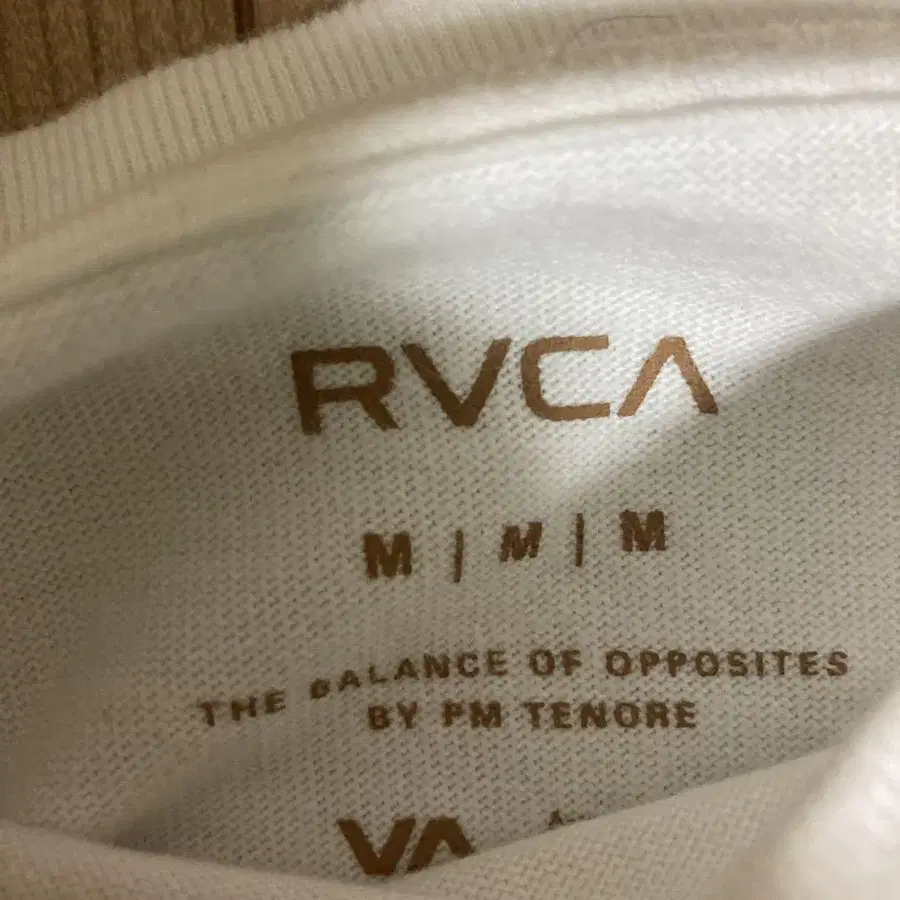 RVCA
M | M | M
THE BALANCE OF OPPOSITES
BY PM TENORE
VA